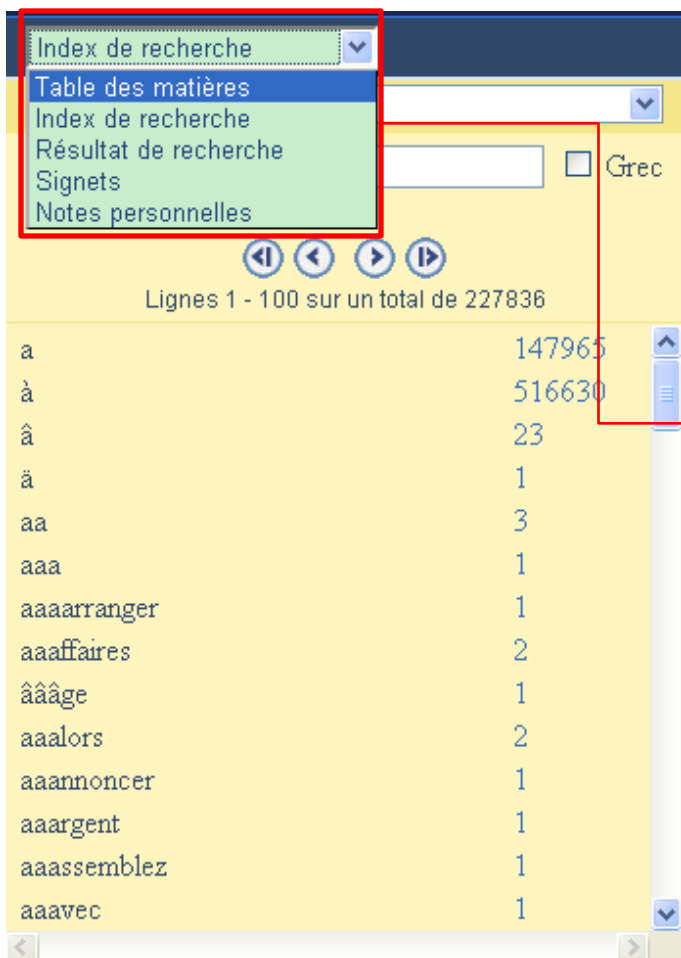 Index de recherche
Table des matières
Index de recherche
Résultat de recherche
Signets
Notes personnelles
Grec
Lignes 1 - 100 sur un total de 227836
a 147965
à 516630
â 23
ä 1
aa 3
aaa 1
aaaarranger 1
aaaffaires 2
âââge 1
aaalors 2
aaannoncer 1
aaargent 1
aaassemblez 1
aaavec 1